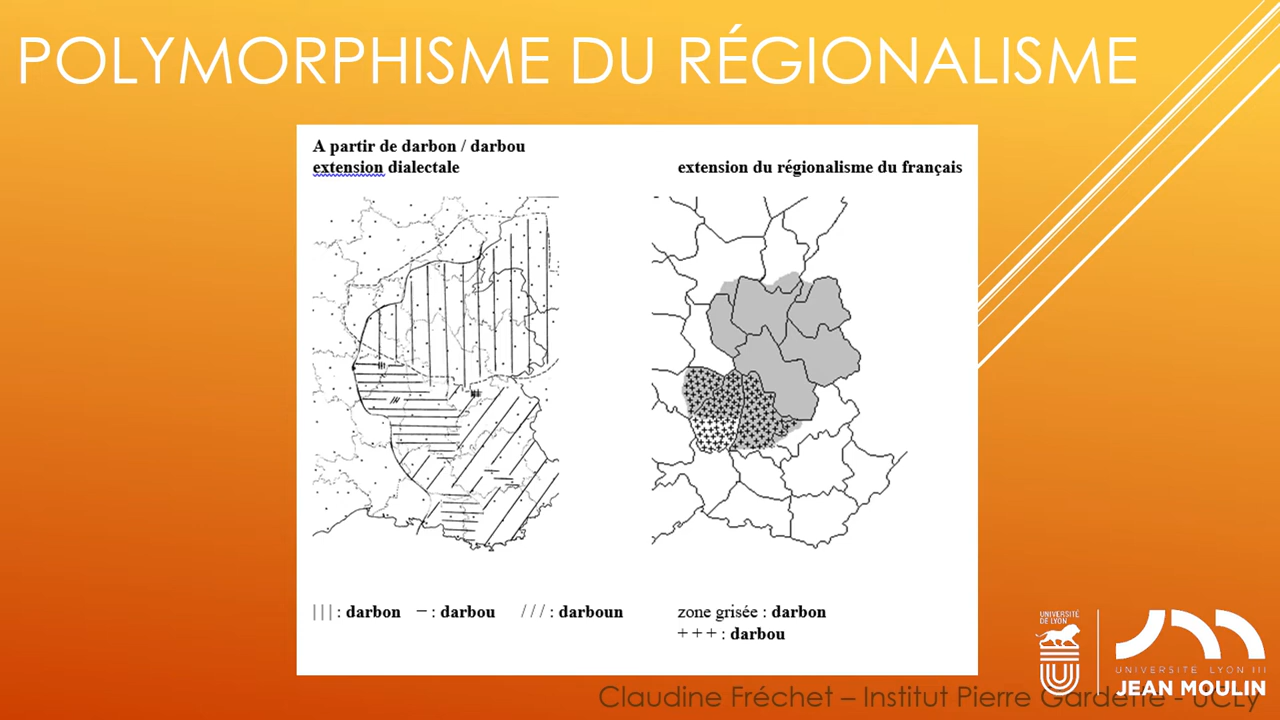 POLYMORPHISME DU RÉGIONALISME
A partir de darbon / darbou
extension dialectale
extension du régionalisme du français
||| : darbon – : darbou /// : darboun
zone grisée : darbon
+ + + : darbou
UNIVERSITÉ
DE LYON
UNIVERSITÉ LYON III
JEAN MOULIN
Claudine Fréchet – Institut Pierre Gardette - UCLy